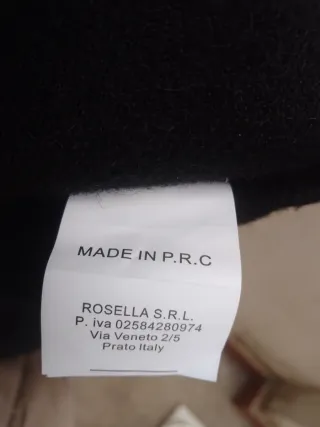 MADE IN P.R.C
ROSELLA S.R.L.
P. iva 02584280974
Via Veneto 2/5
Prato Italy